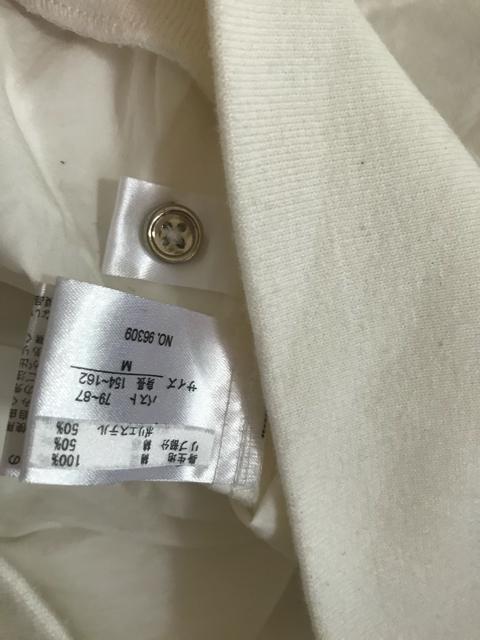 身生地 綿 100%
リブ部分 綿 50%
ポリエステル 50%
バスト 79~87
サイズ 身長 154~162
M
NO. 96309